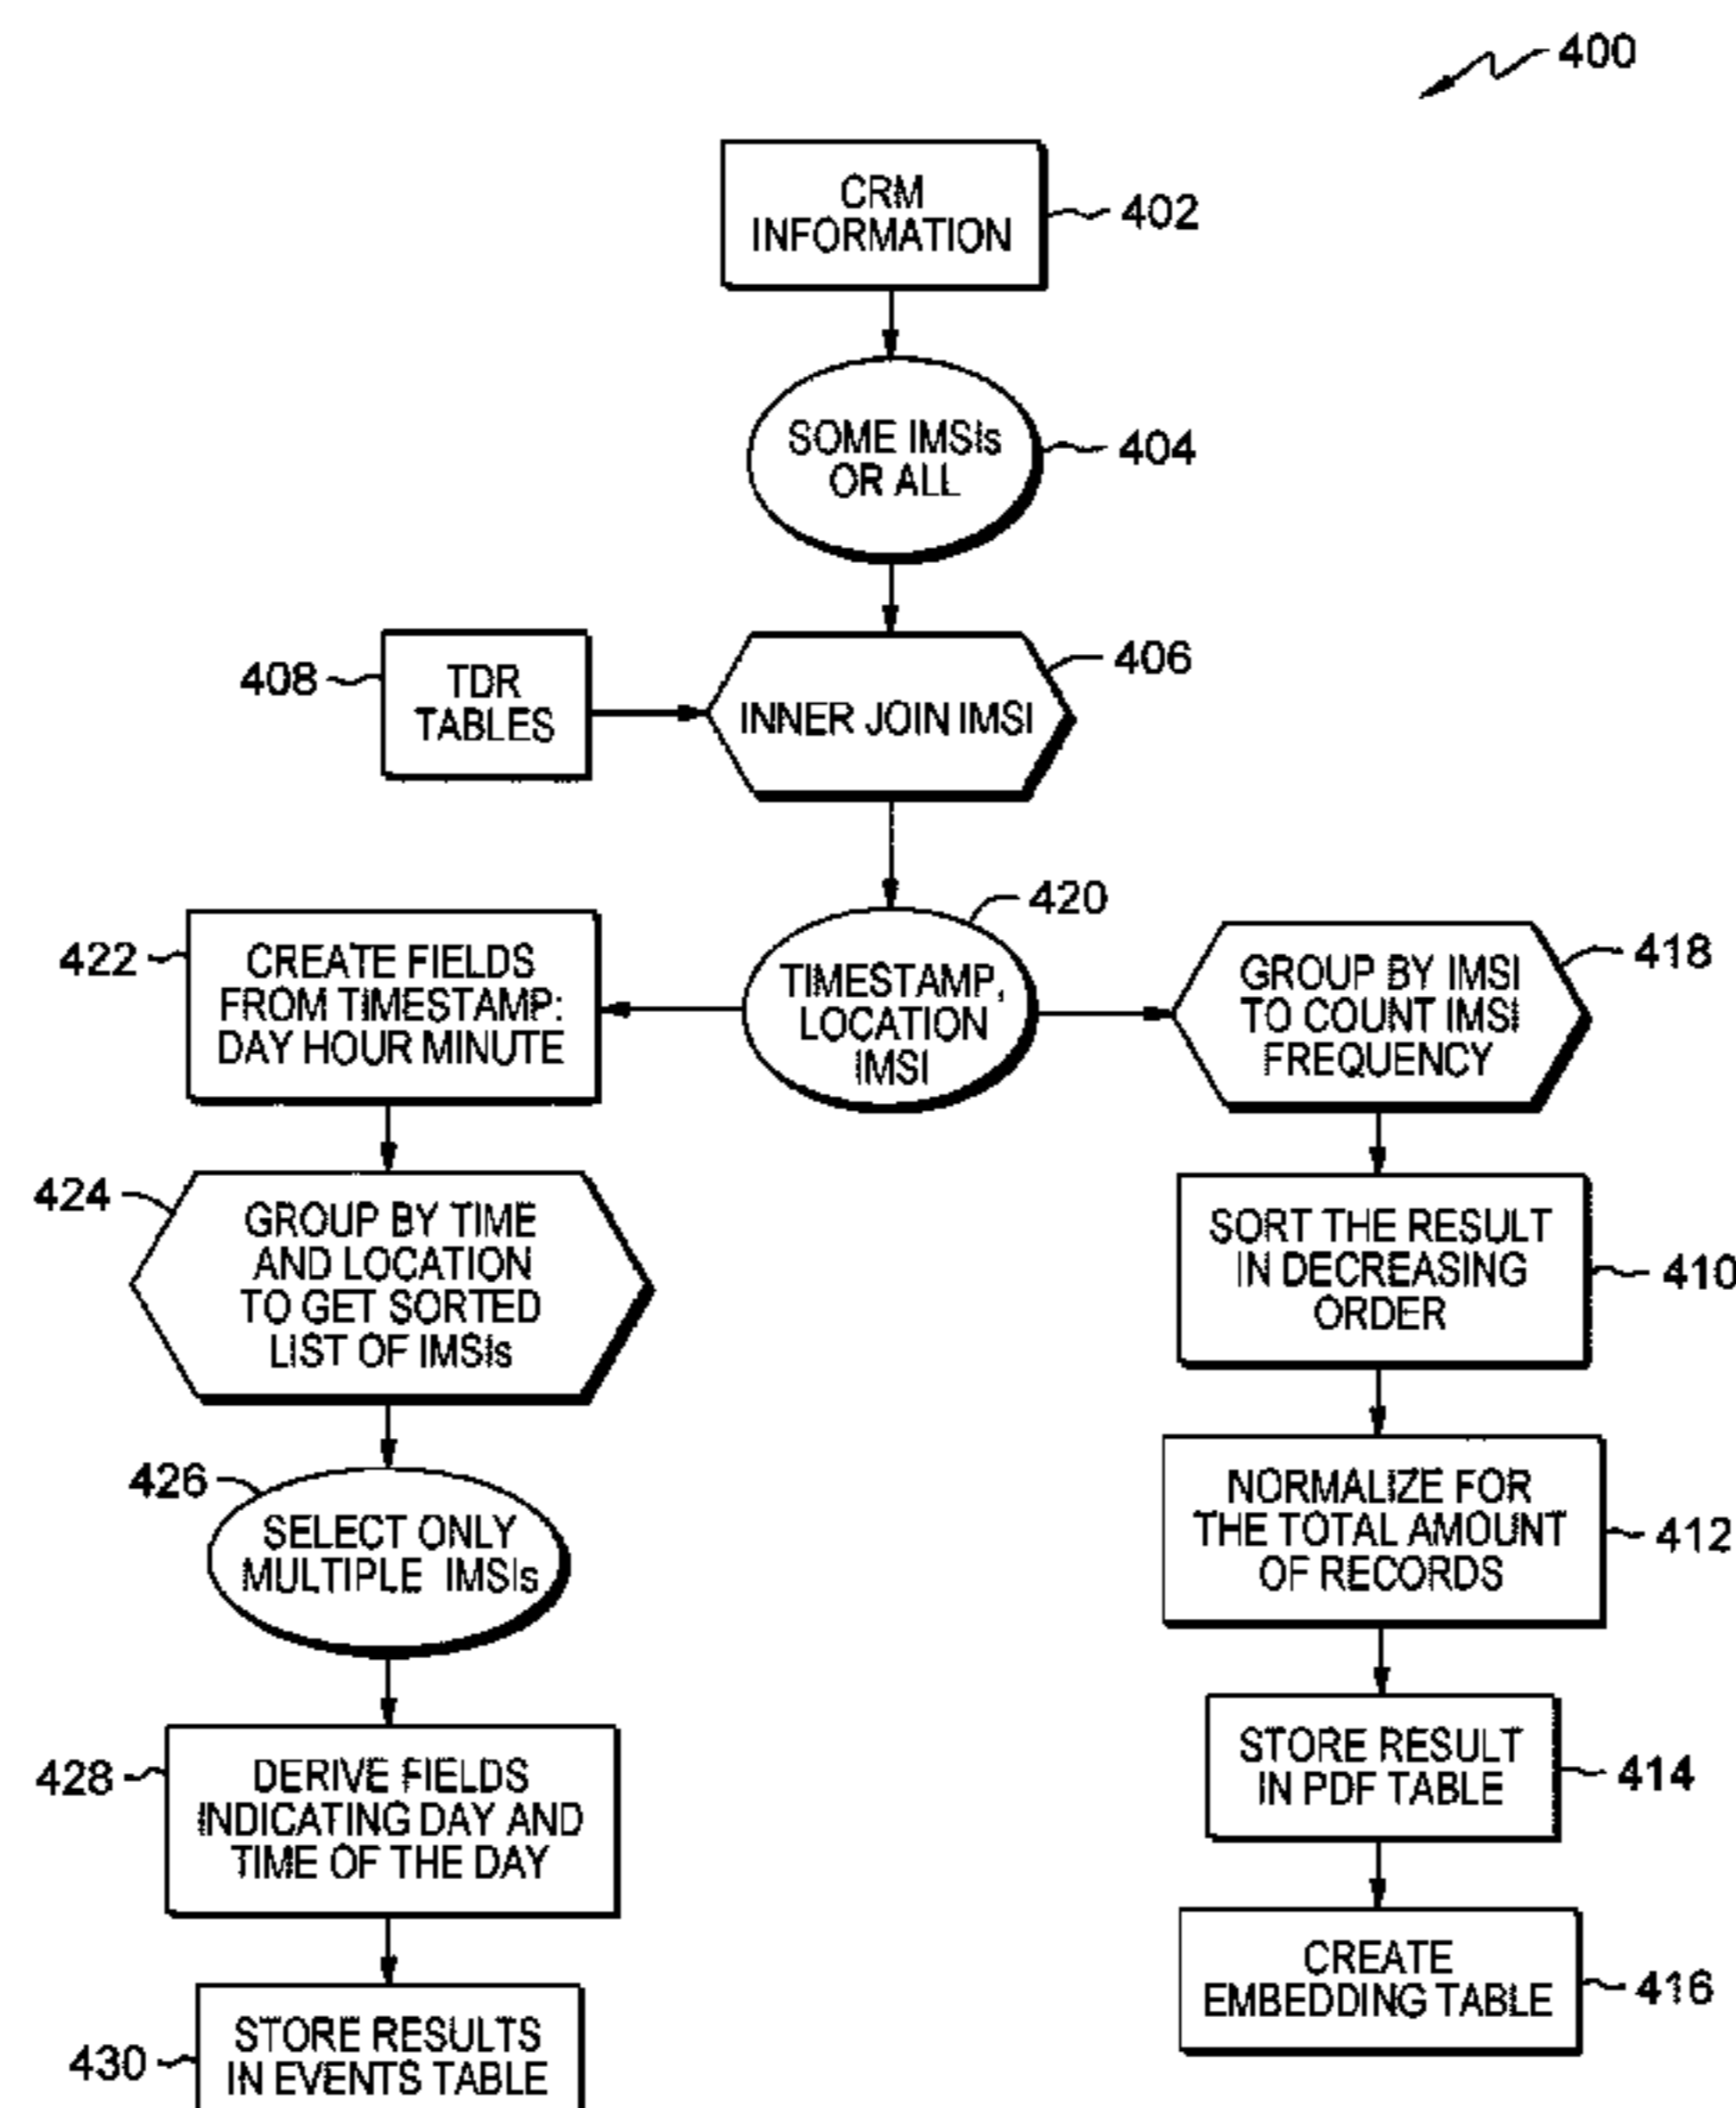 400
CRM
INFORMATION
402
SOME IMSIs
OR ALL
404
408
TDR
TABLES
INNER JOIN IMSI
406
420
TIMESTAMP,
LOCATION
IMSI
422
CREATE FIELDS
FROM TIMESTAMP:
DAY HOUR MINUTE
418
GROUP BY IMSI
TO COUNT IMSI
FREQUENCY
424
GROUP BY TIME
AND LOCATION
TO GET SORTED
LIST OF IMSIs
SORT THE RESULT
IN DECREASING
ORDER
410
426
SELECT ONLY
MULTIPLE IMSIs
NORMALIZE FOR
THE TOTAL AMOUNT
OF RECORDS
412
428
DERIVE FIELDS
INDICATING DAY AND
TIME OF THE DAY
STORE RESULT
IN PDF TABLE
414
430
STORE RESULTS
IN EVENTS TABLE
CREATE
EMBEDDING TABLE
416